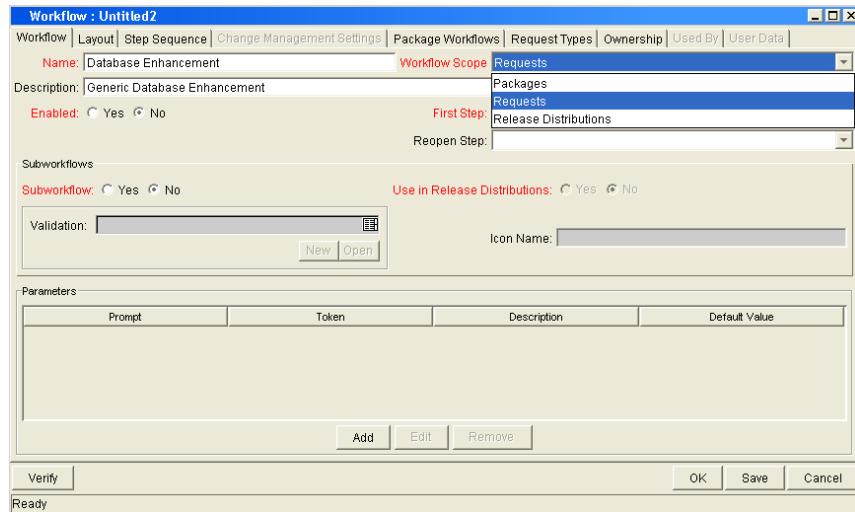 Workflow : Untitled2
Workflow Layout Step Sequence Change Management Settings Package Workflows Request Types Ownership Used By User Data
Name: Database Enhancement Workflow Scope Requests
Packages
Requests
Release Distributions
Description: Generic Database Enhancement
Enabled: Yes No First Step:
Reopen Step:
Subworkflows
Subworkflow: Yes No Use in Release Distributions: Yes No
Validation:
New Open
Icon Name:
Parameters
Prompt Token Description Default Value
Add Edit Remove
Verify OK Save Cancel
Ready